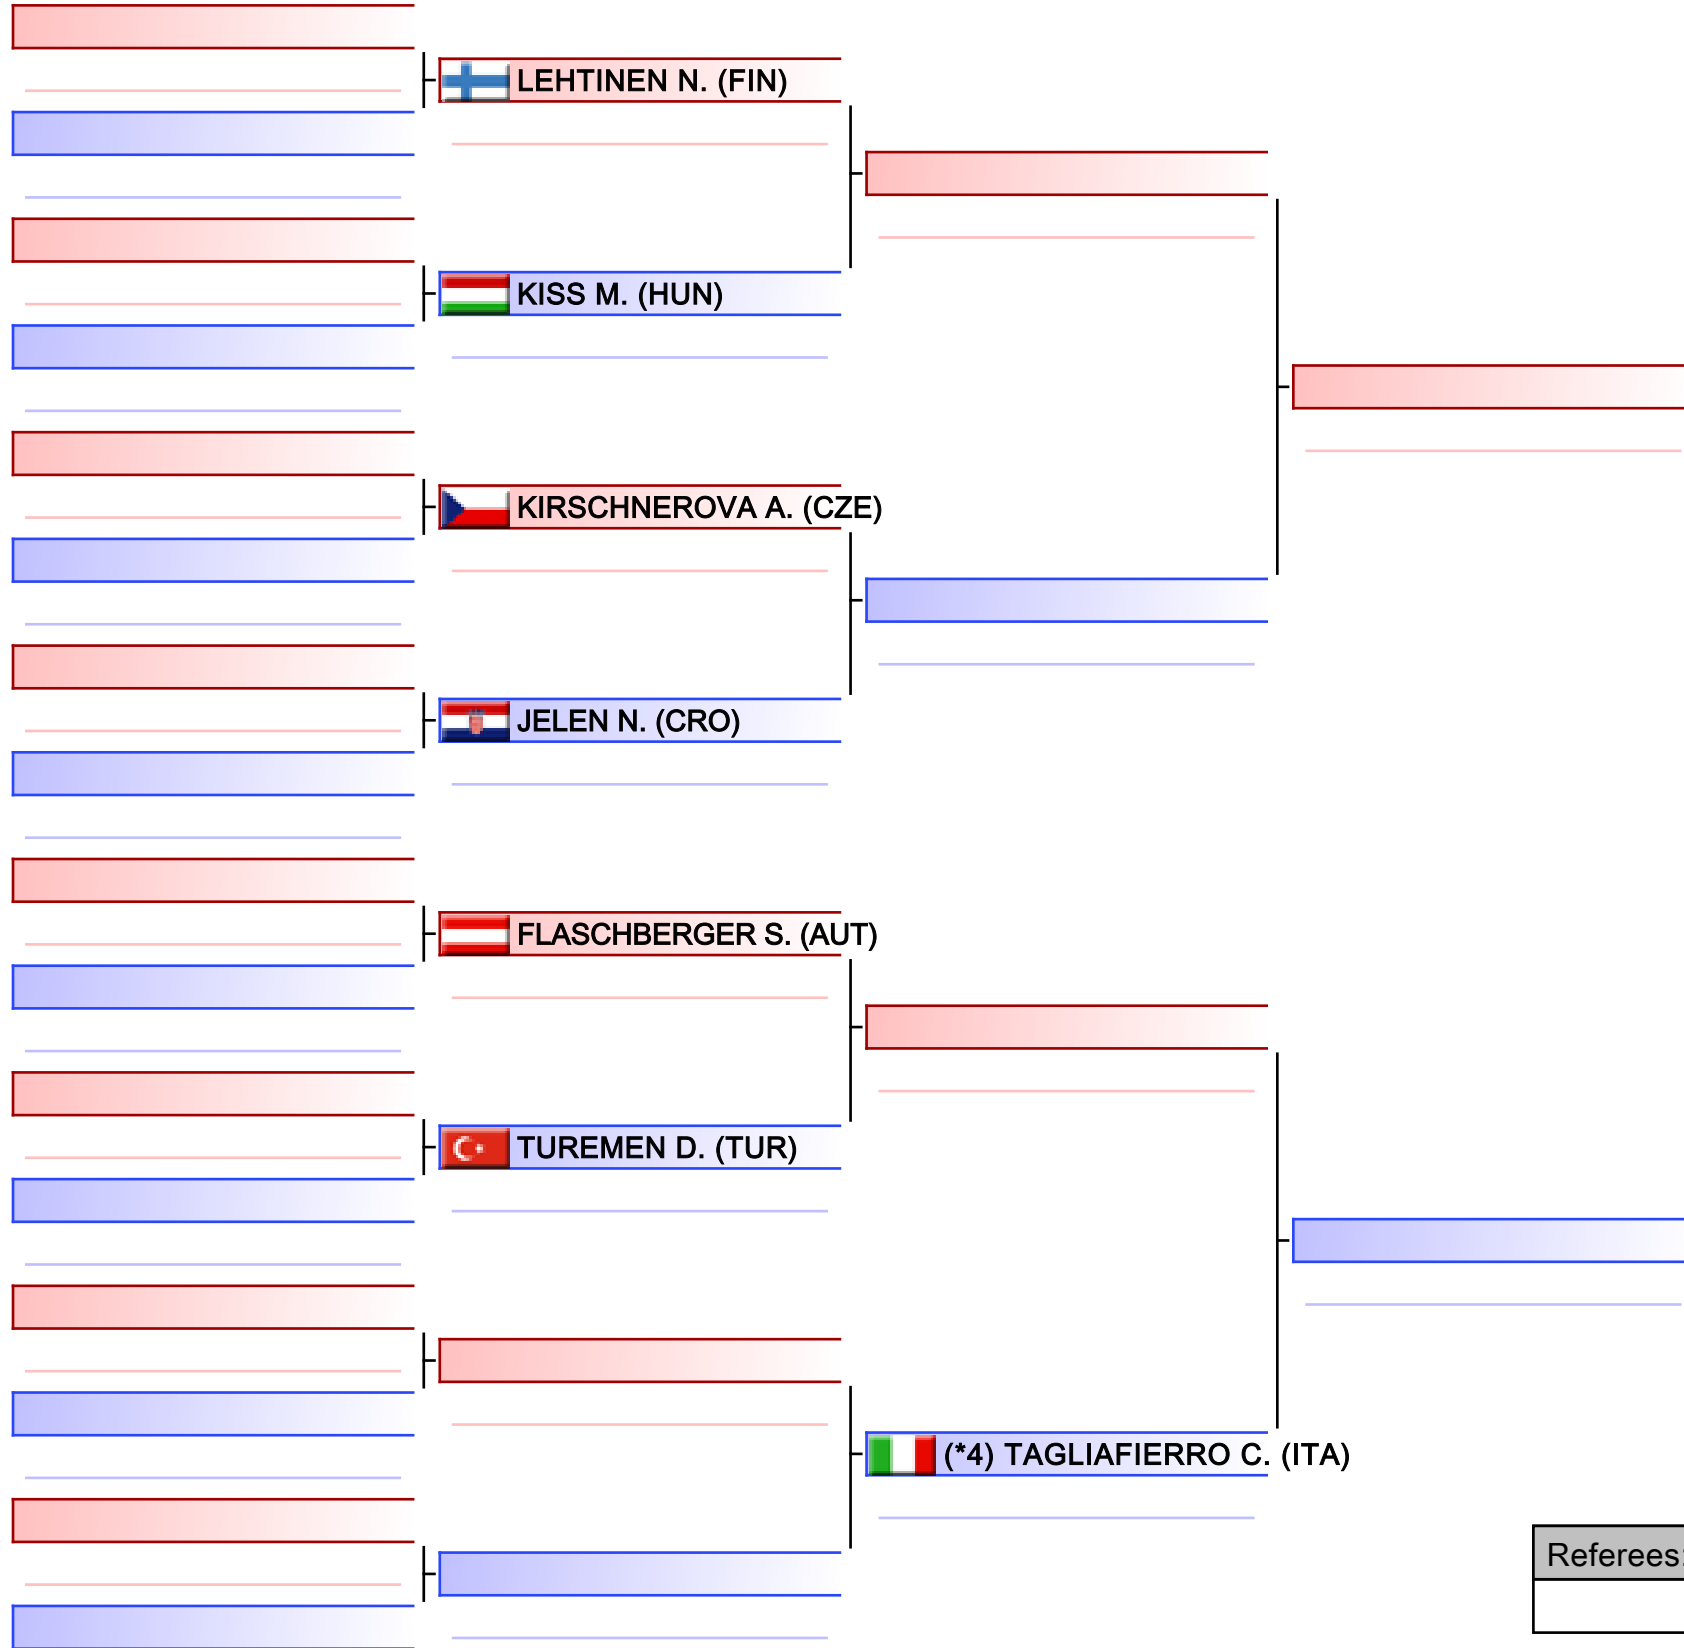 LEHTINEN N. (FIN)
KISS M. (HUN)
KIRSCHNEROVA A. (CZE)
JELEN N. (CRO)
FLASCHBERGER S. (AUT)
TUREMEN D. (TUR)
(*4) TAGLIAFIERRO C. (ITA)
Referees: